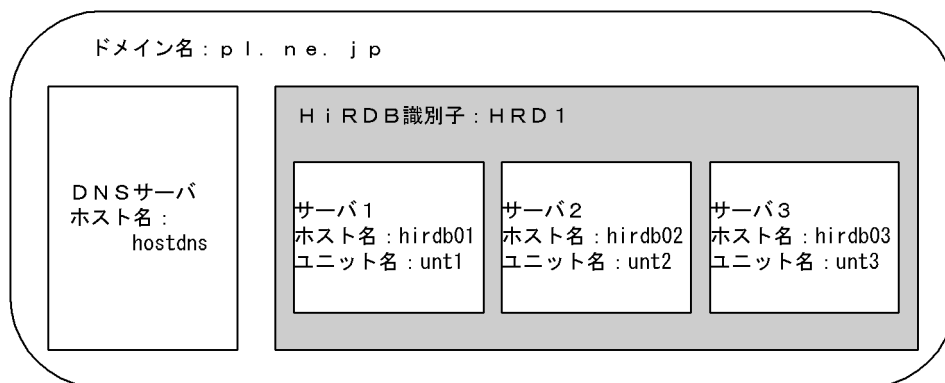 ドメイン名：ｐｌ．ｎｅ．ｊｐ
ＨｉＲＤＢ識別子：ＨＲＤ１
ＤＮＳサーバ
ホスト名：
hostdns
サーバ１
ホスト名：hirdb01
ユニット名：unt1
サーバ２
ホスト名：hirdb02
ユニット名：unt2
サーバ３
ホスト名：hirdb03
ユニット名：unt3